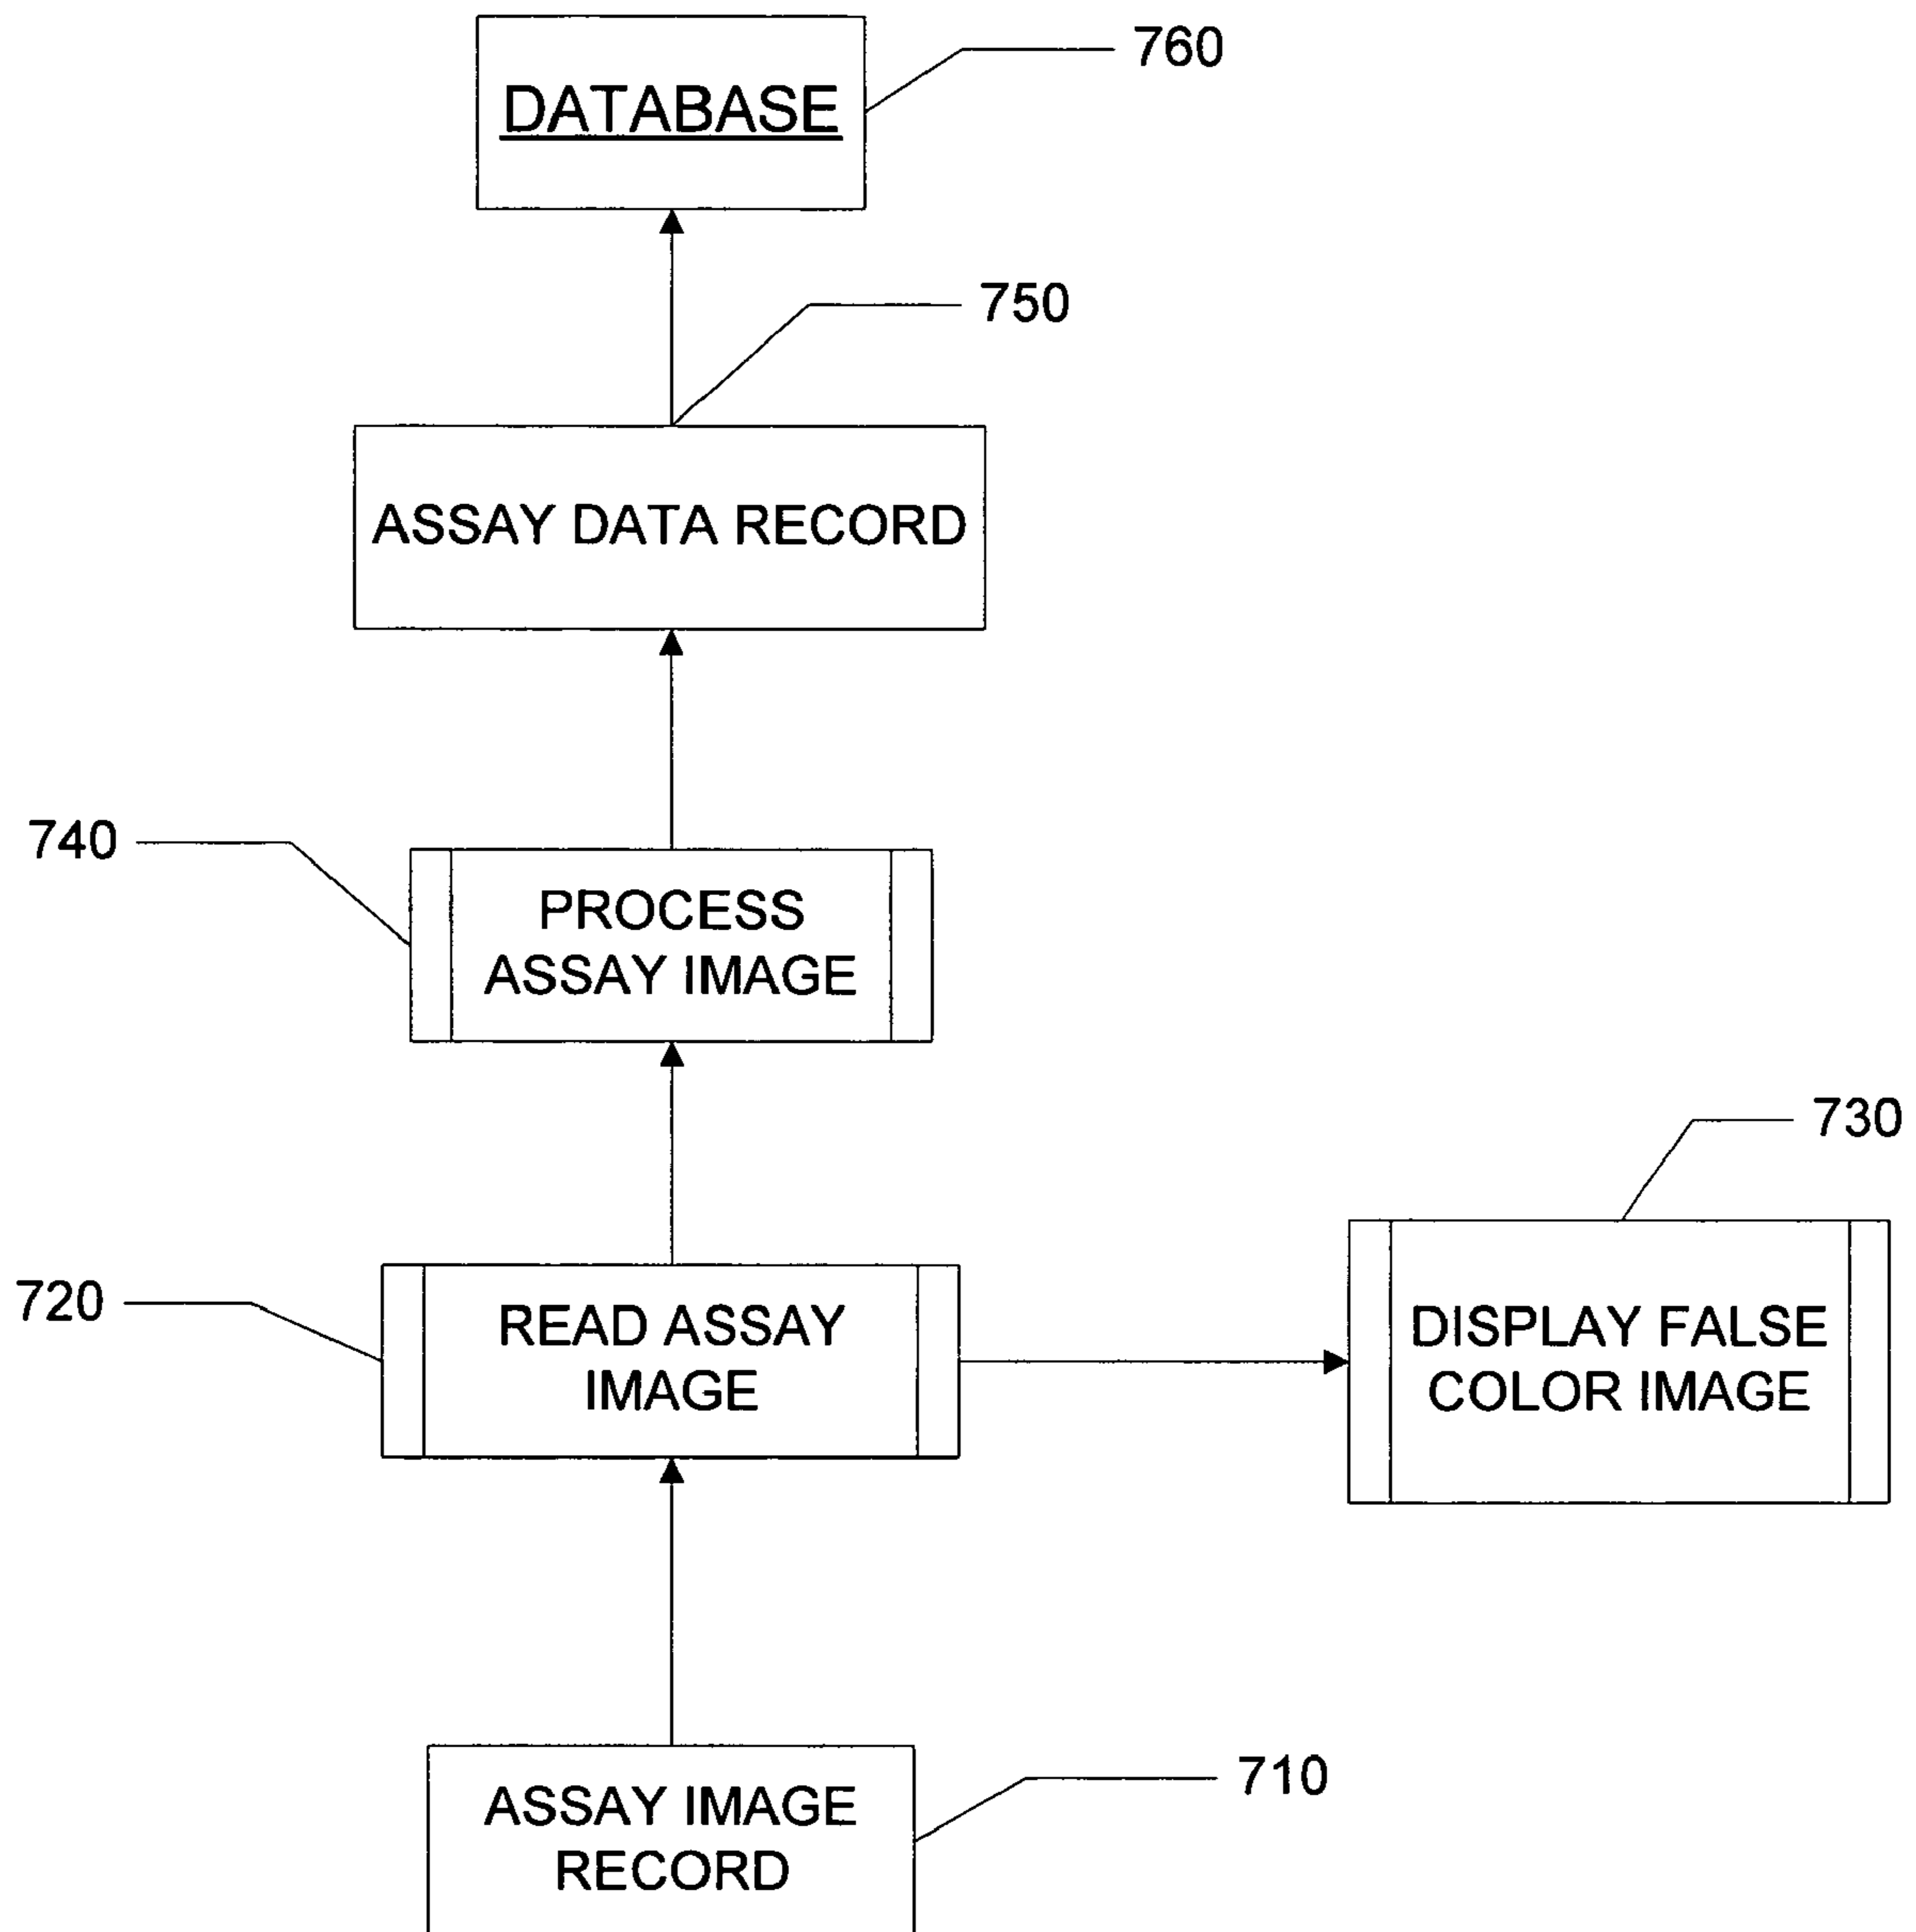 760
DATABASE
750
ASSAY DATA RECORD
740
PROCESS
ASSAY IMAGE
730
720
READ ASSAY
IMAGE
DISPLAY FALSE
COLOR IMAGE
710
ASSAY IMAGE
RECORD